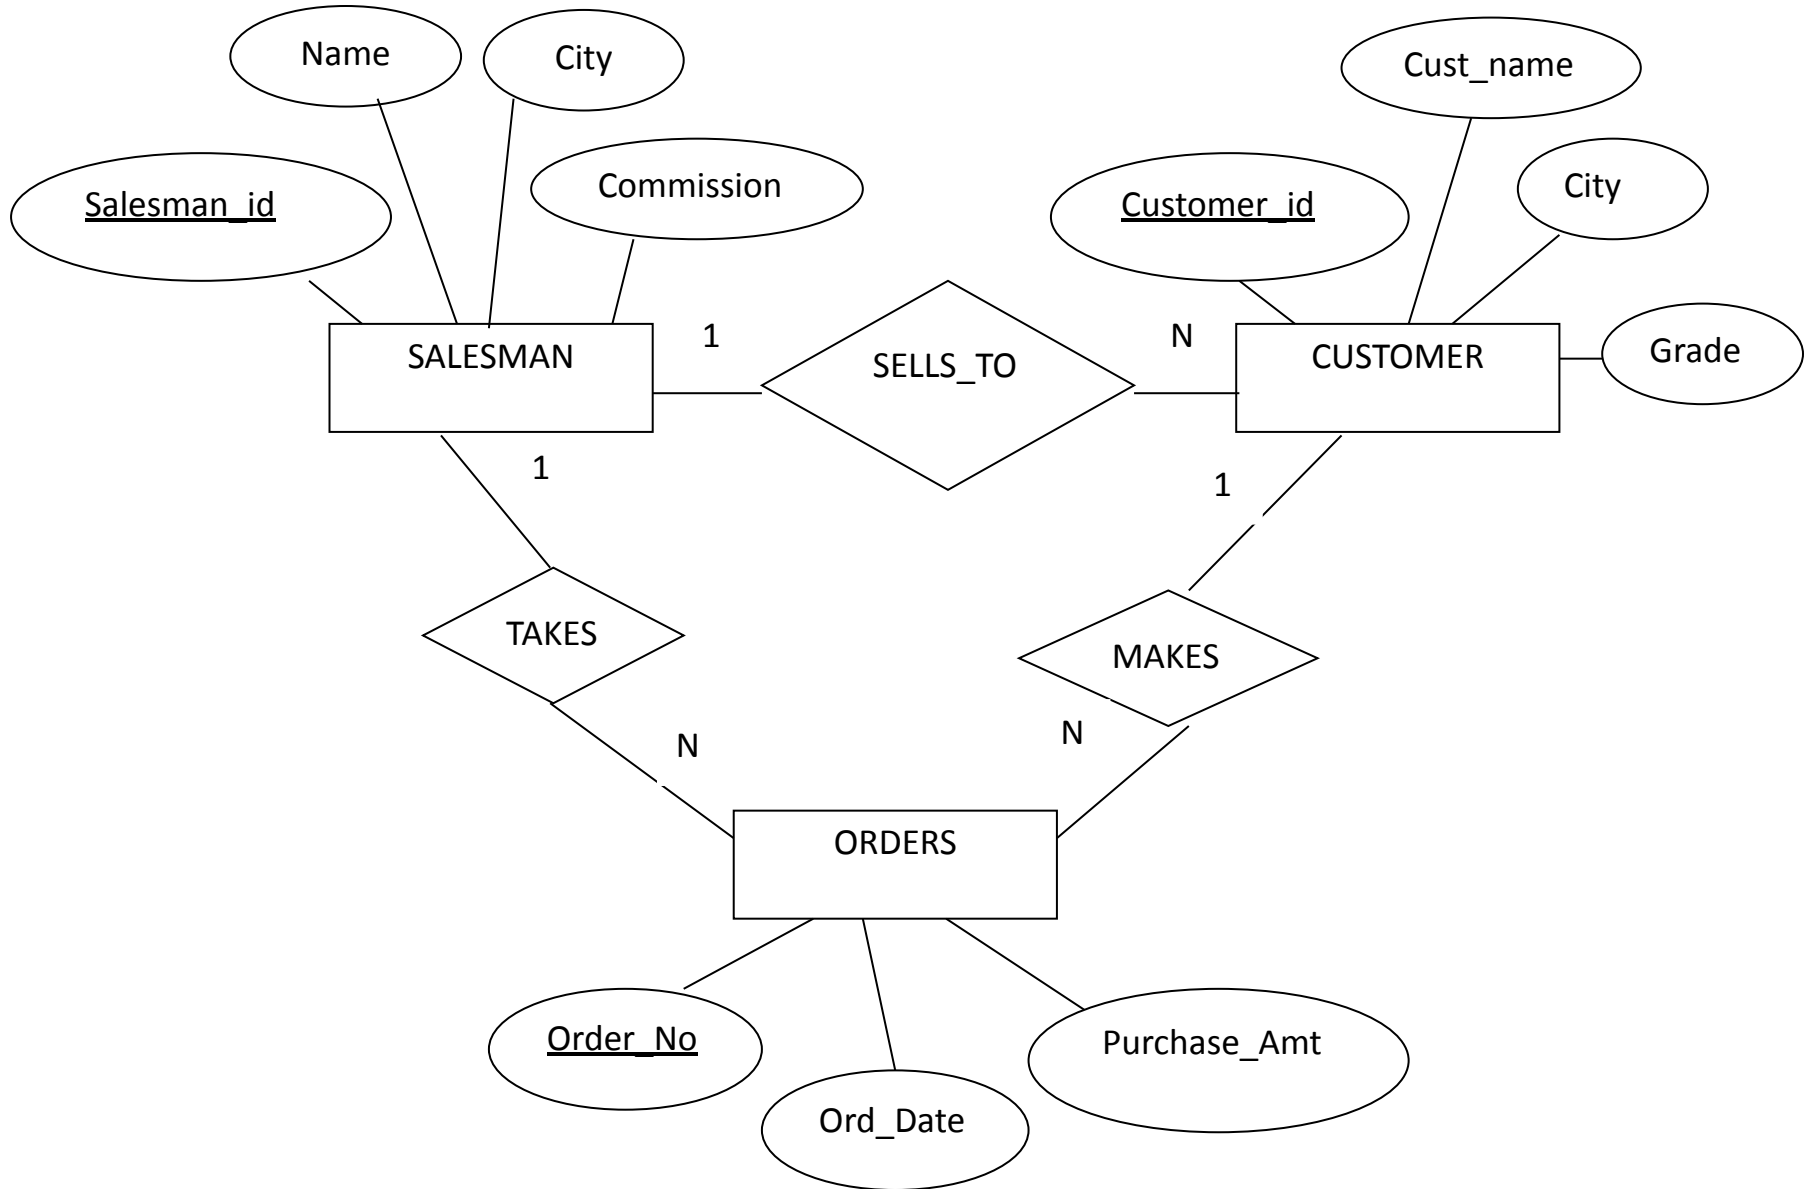 Name
City
Cust_name
Salesman_id
Commission
Customer_id
City
SALESMAN
1
SELLS_TO
N
CUSTOMER
Grade
1
1
TAKES
MAKES
N
N
ORDERS
Order_No
Ord_Date
Purchase_Amt